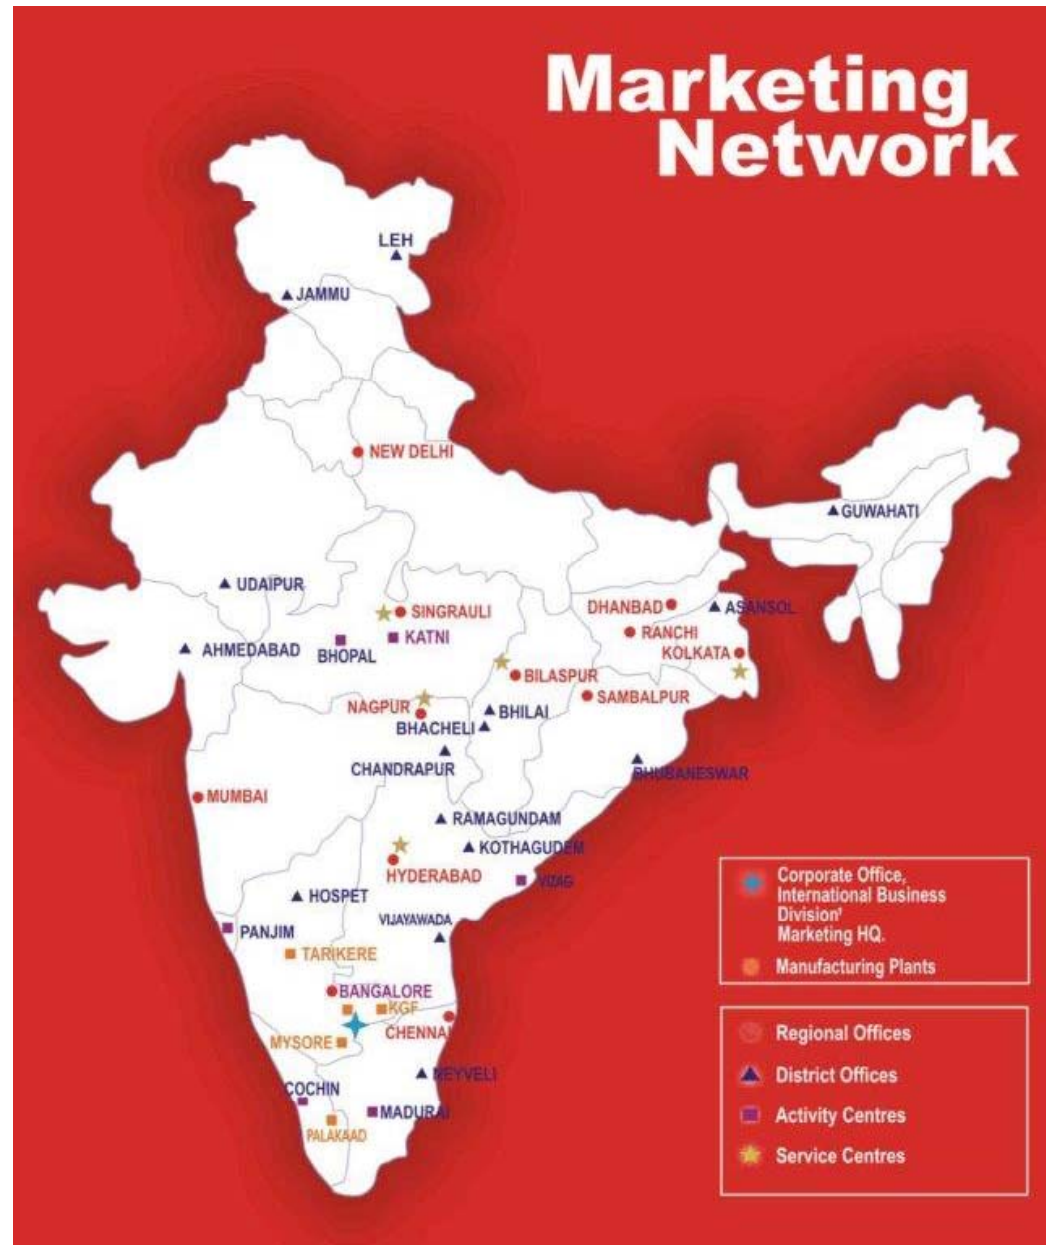 Marketing
Network
LEH
JAMMU
NEW DELHI
GUWAHATI
UDAIPUR
SINGRAULI
DHANBAD
ASANSOL
RANCHI
KATNI
AHMEDABAD
BHOPAL
KOLKATA
BILASPUR
SAMBALPUR
NAGPUR
BHILAI
BHACHELI
CHANDRAPUR
BHUBANESWAR
MUMBAI
RAMAGUNDAM
KOTHAGUDEM
HYDERABAD
VIZAG
HOSPET
VIJAYAWADA
PANJIM
TARIKERE
BANGALORE
KGF
CHENNAI
MYSORE
NEYVELI
COCHIN
MADURAI
PALAKAAD
Corporate Office,
International Business
Division'
Marketing HQ.
Manufacturing Plants
Regional Offices
District Offices
Activity Centres
Service Centres